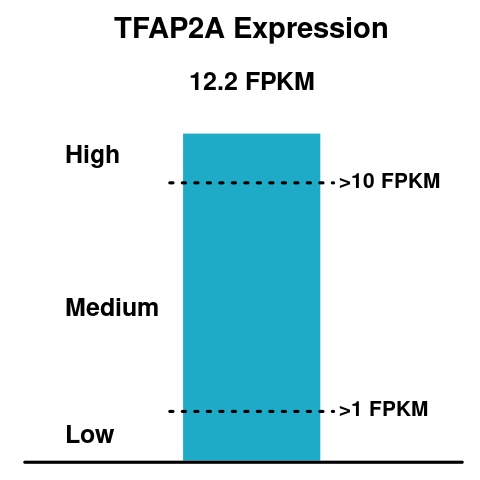 TFAP2A Expression
12.2 FPKM
High
>10 FPKM
Medium
>1 FPKM
Low